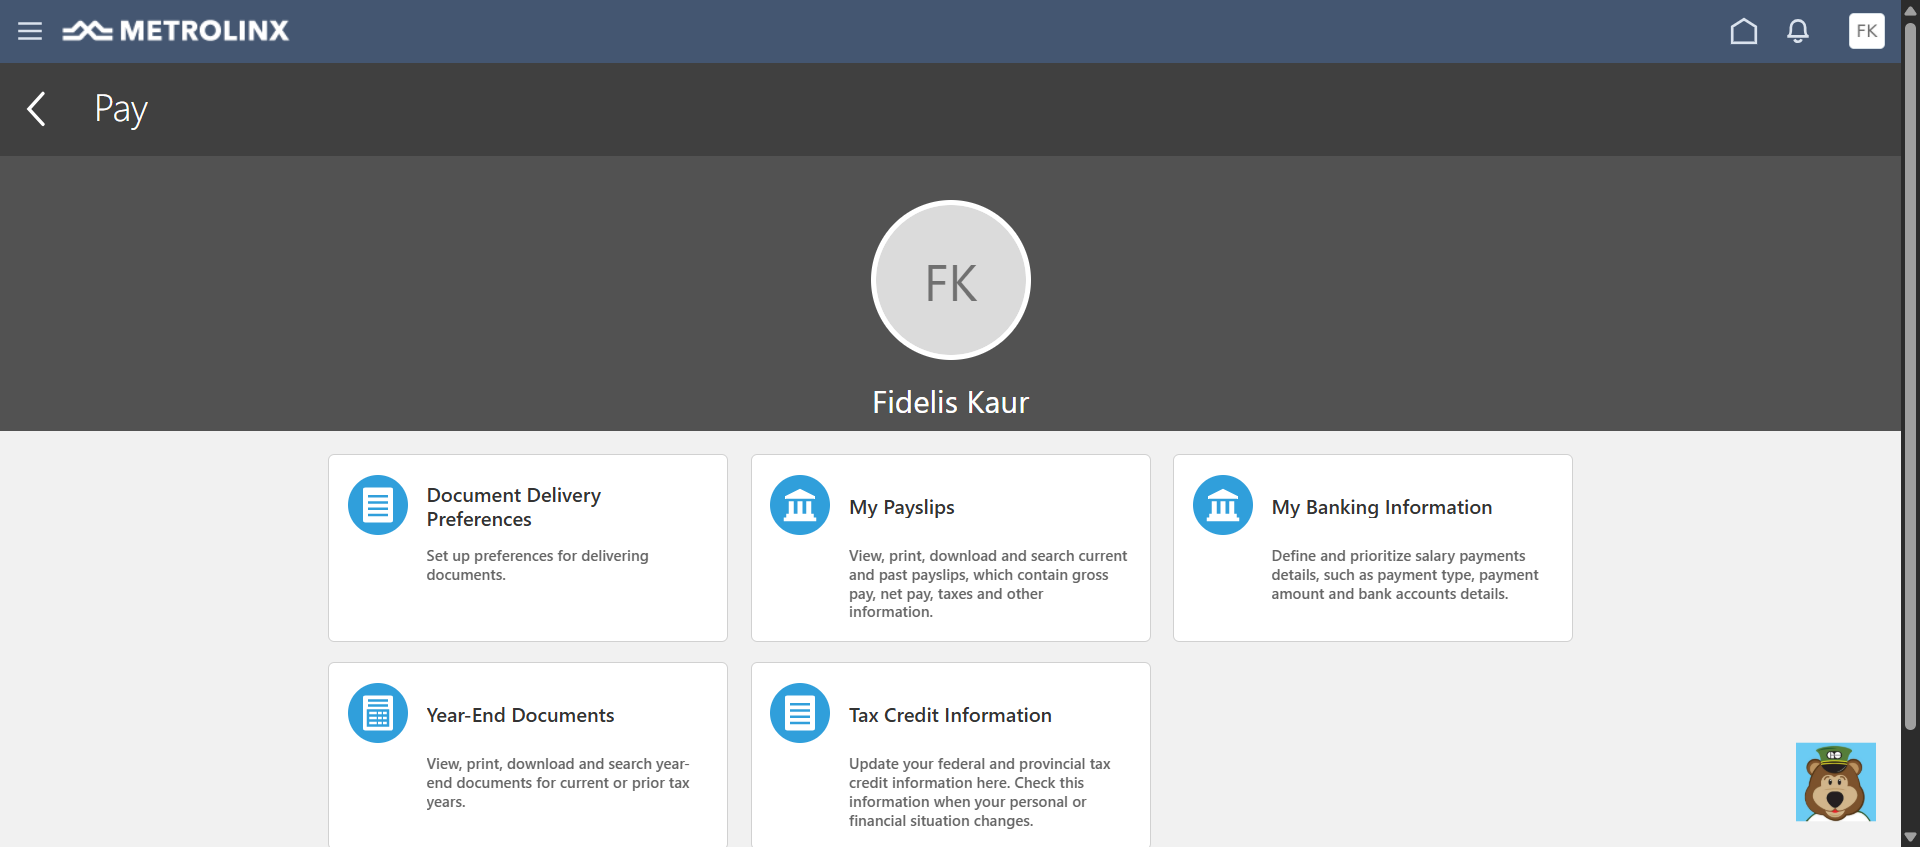 METROLINX
FK
Pay
FK
Fidelis Kaur
Document Delivery
Preferences
Set up preferences for delivering
documents.
My Payslips
View, print, download and search current
and past payslips, which contain gross
pay, net pay, taxes and other
information.
My Banking Information
Define and prioritize salary payments
details, such as payment type, payment
amount and bank accounts details.
Year-End Documents
View, print, download and search year-
end documents for current or prior tax
years.
Tax Credit Information
Update your federal and provincial tax
credit information here. Check this
information when your personal or
financial situation changes.